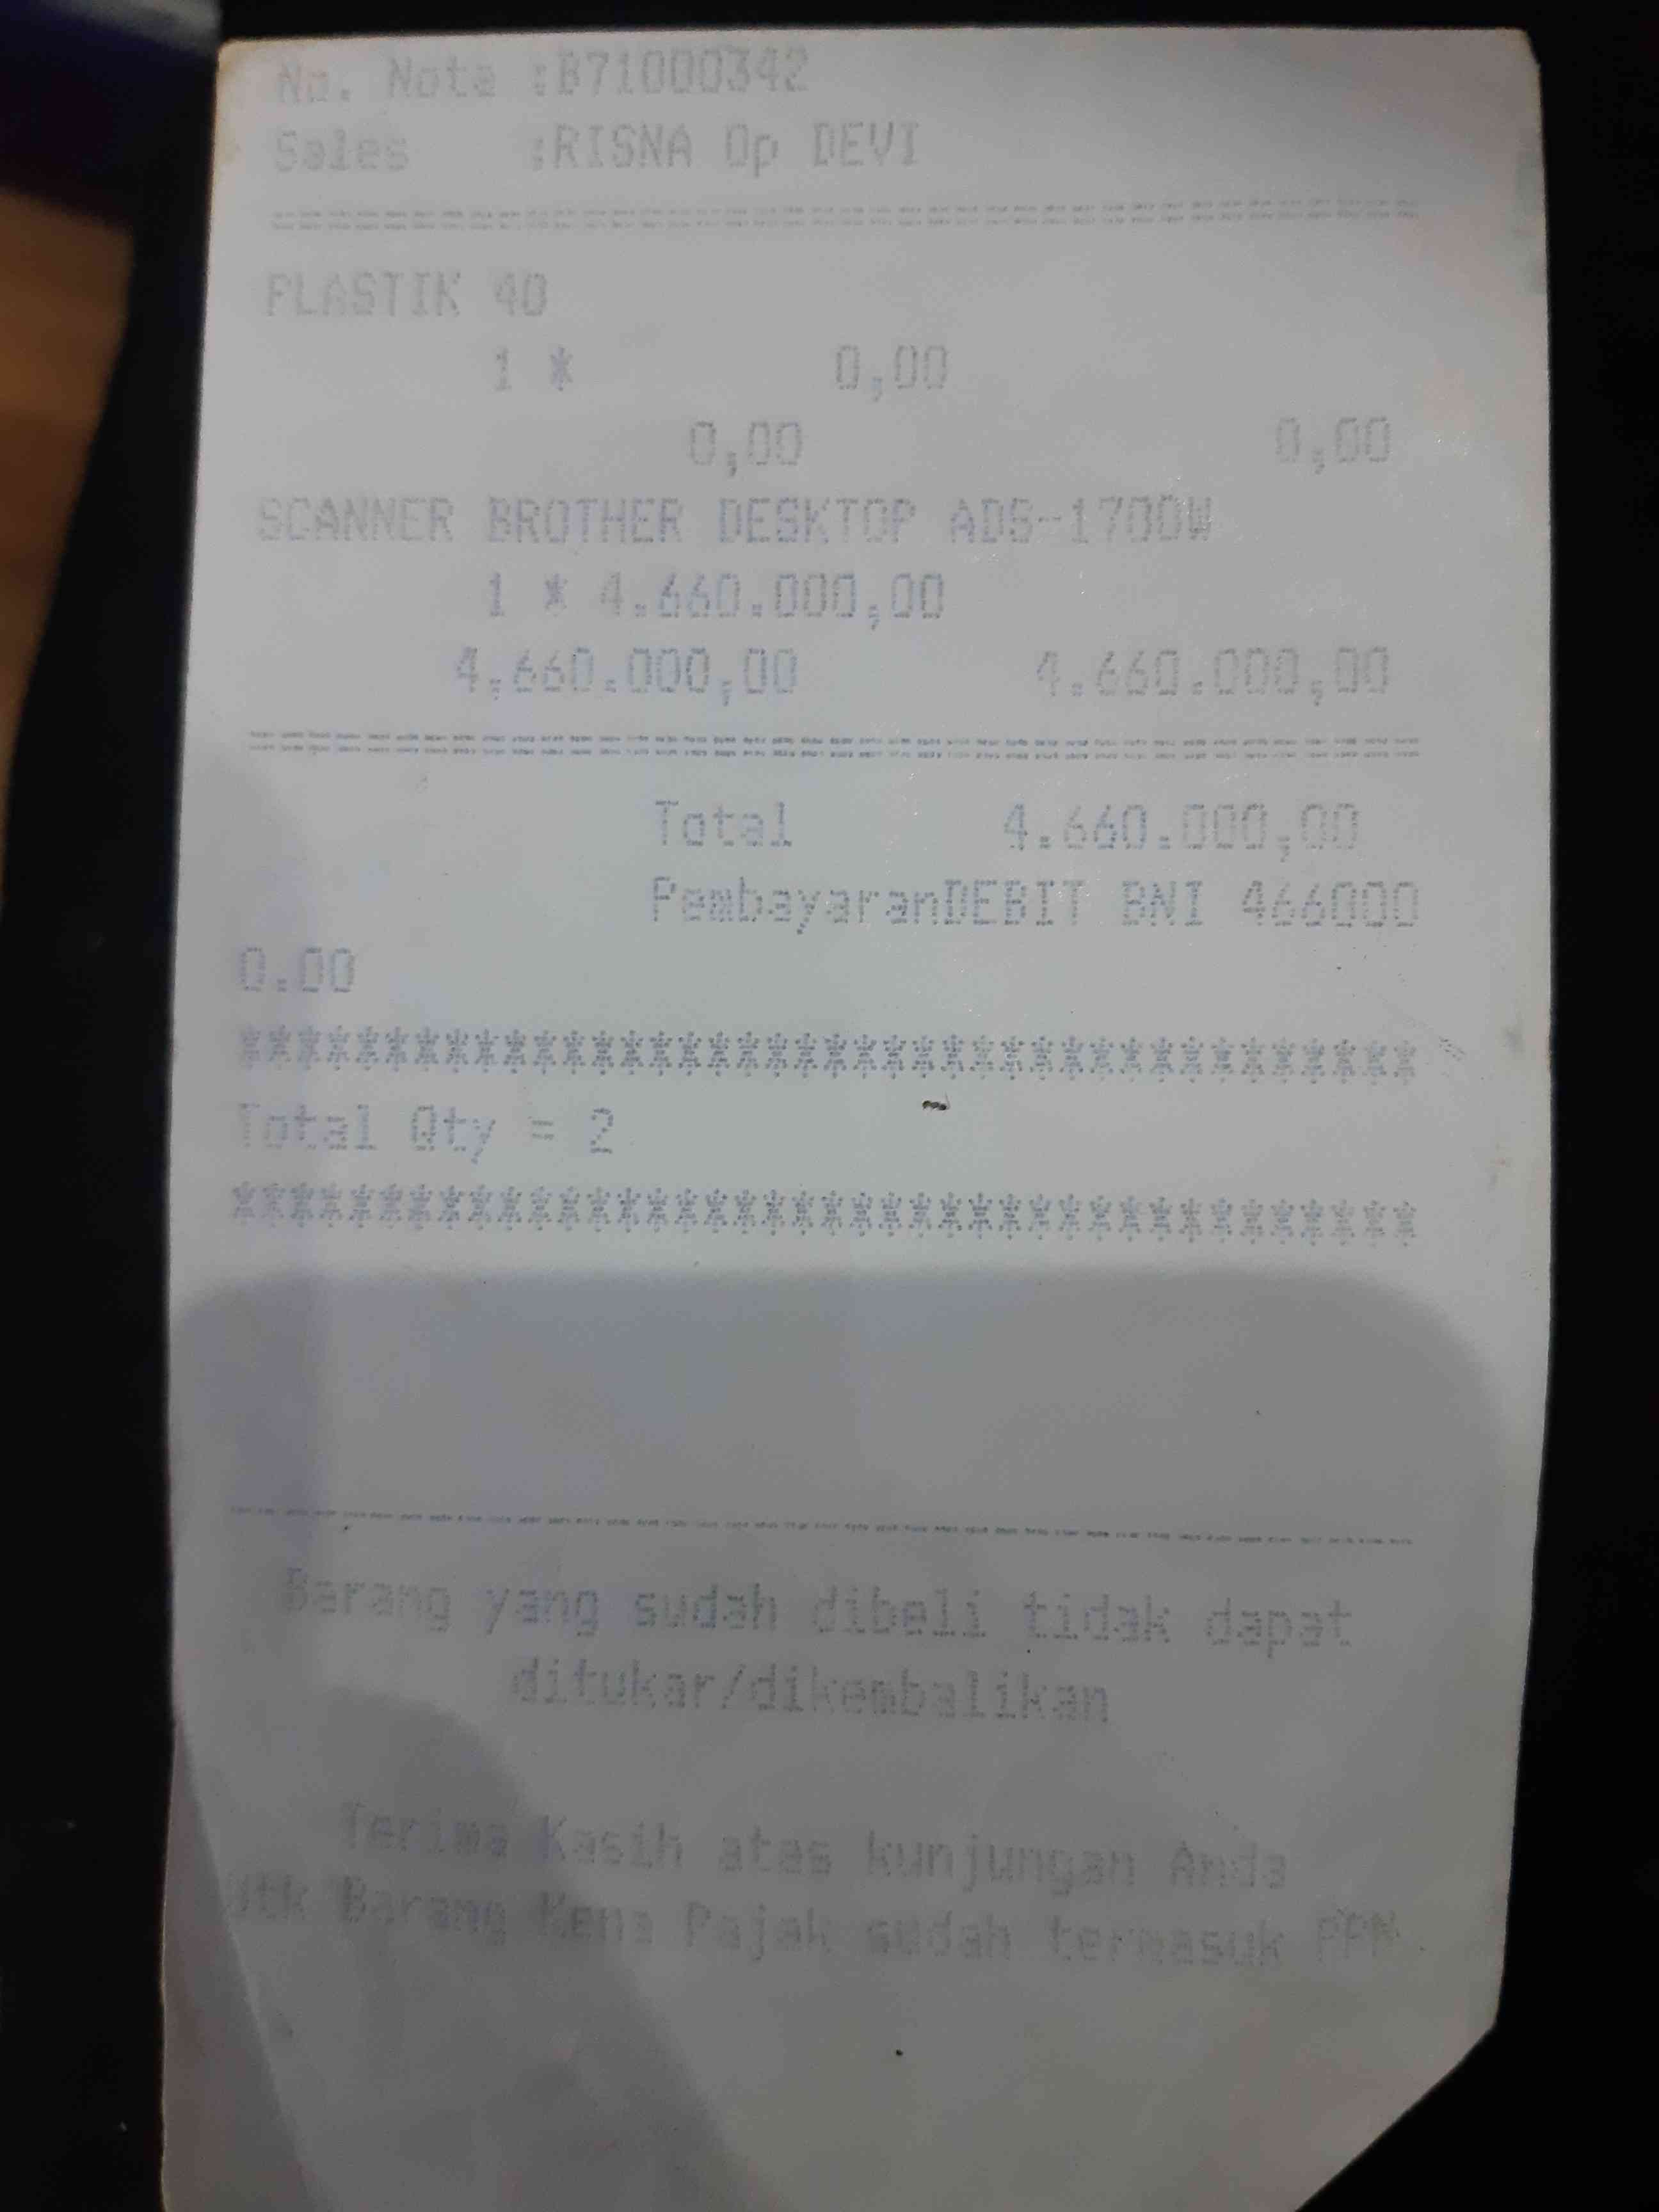 No. Nota :B71000342
Sales :RISNA Op DEVI
========================================
PLASTIK 40
1 * 0,00
0,00 0,00
SCANNER BROTHER DESKTOP ADS-1700W
1 * 4.660.000,00
4.660.000,00 4.660.000,00
========================================
Total 4.660.000,00
PembayaranDEBIT BNI 466000
0.00
****************************************
Total Qty = 2
****************************************
----------------------------------------
Barang yang sudah dibeli tidak dapat
ditukar/dikembalikan
Terima Kasih atas kunjungan Anda
Utk Barang Kena Pajak sudah termasuk PPN